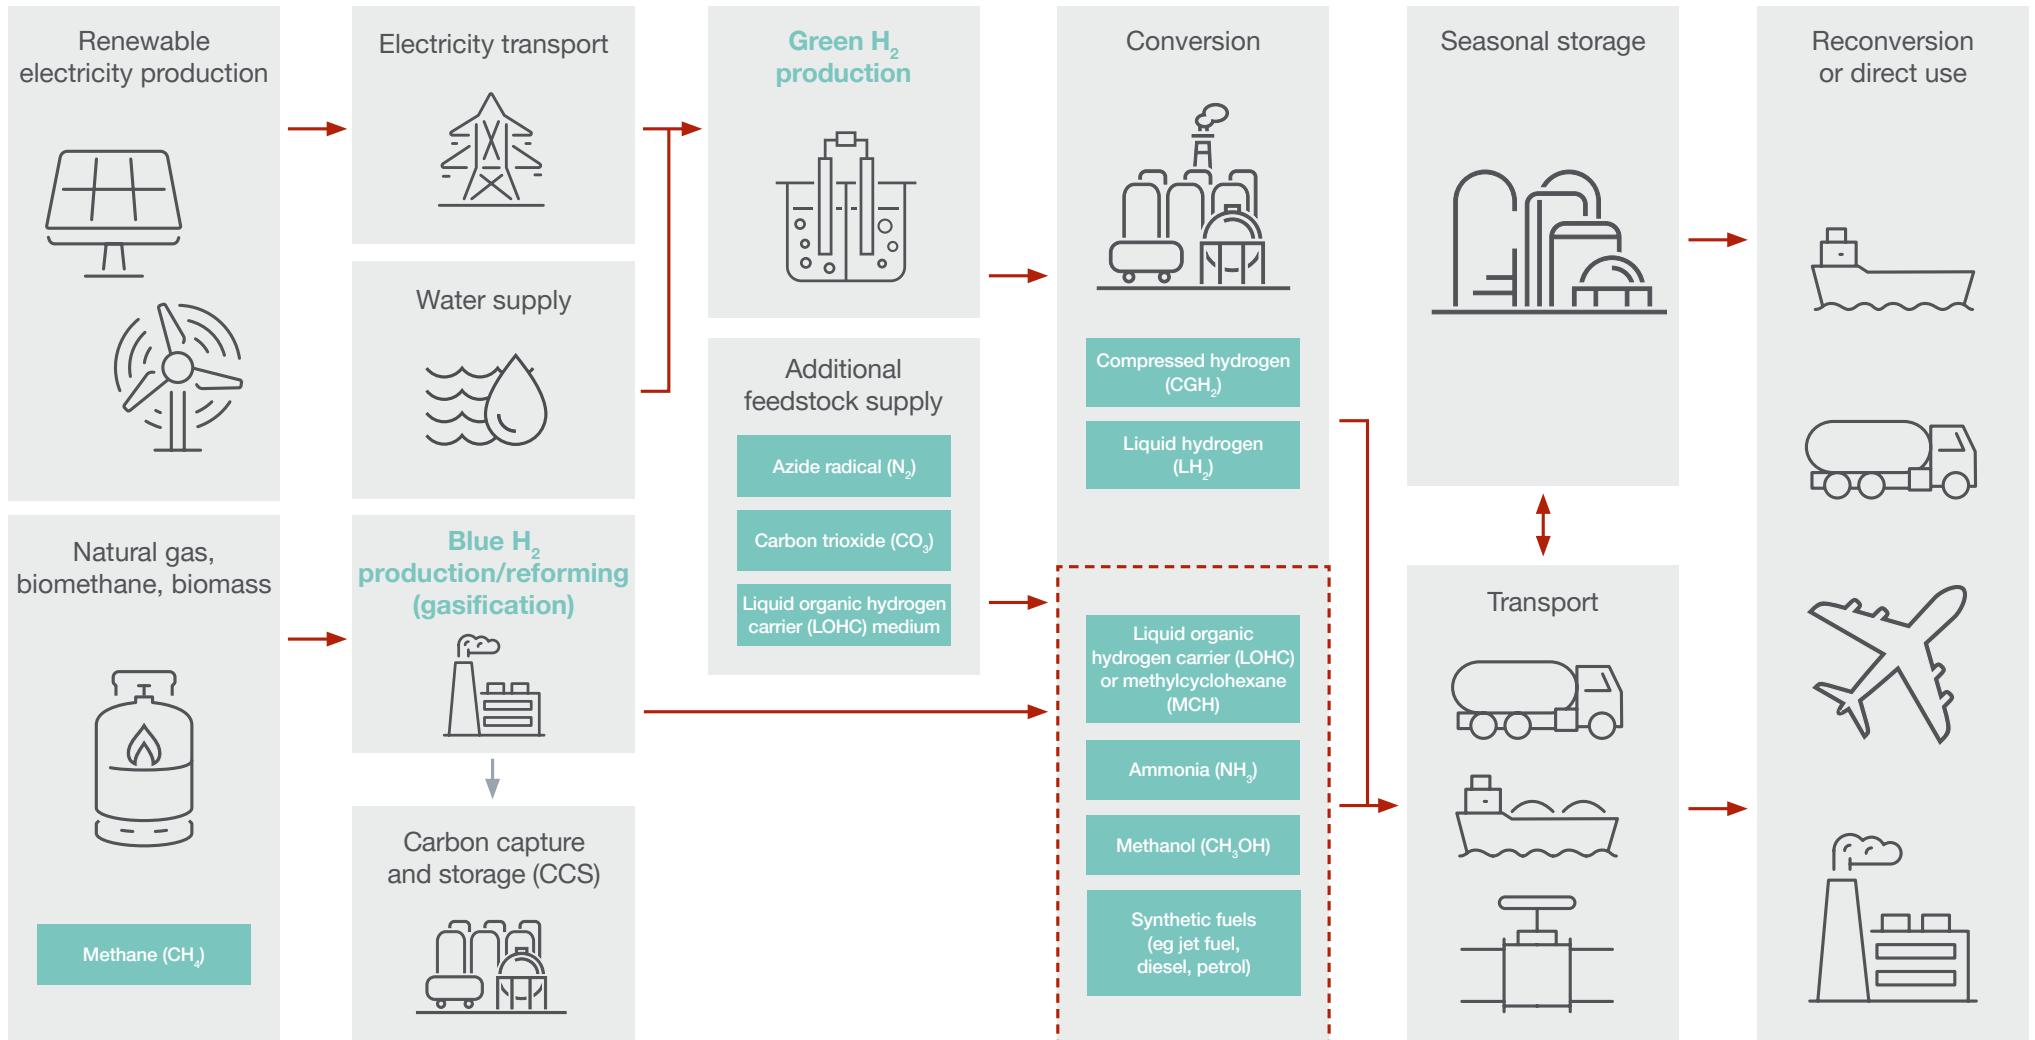 Renewable
electricity production
Electricity transport
Water supply
Green H₂
production
Additional
feedstock supply
Azide radical (N₂)
Carbon trioxide (CO₃)
Liquid organic hydrogen
carrier (LOHC) medium
Natural gas,
biomethane, biomass
Methane (CH₄)
Blue H₂
production/reforming
(gasification)
Carbon capture
and storage (CCS)
Conversion
Compressed hydrogen
(CGH₂)
Liquid hydrogen
(LH₂)
Liquid organic
hydrogen carrier (LOHC)
or methylcyclohexane
(MCH)
Ammonia (NH₃)
Methanol (CH₃OH)
Synthetic fuels
(eg jet fuel,
diesel, petrol)
Seasonal storage
Transport
Reconversion
or direct use